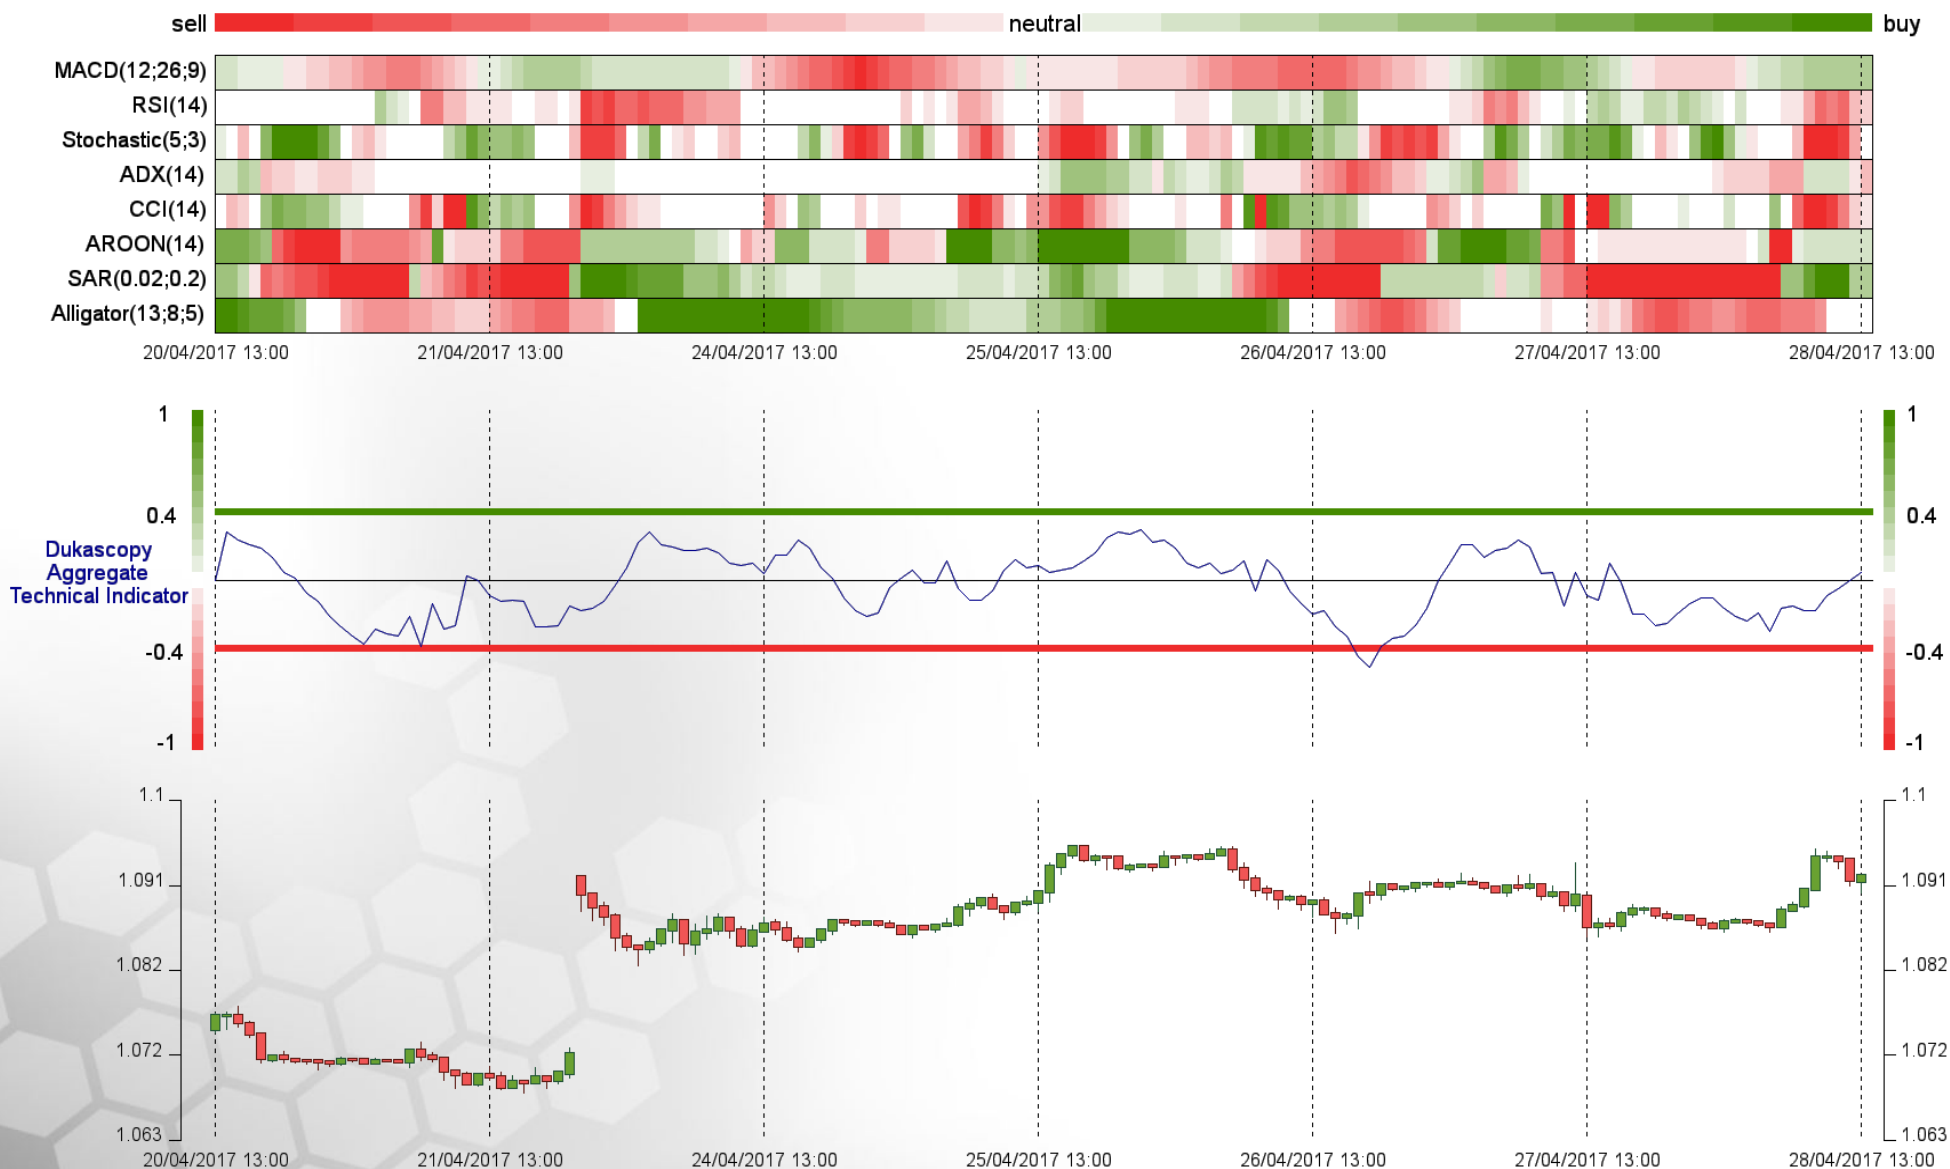 sell neutral buy
MACD(12;26;9)
RSI(14)
Stochastic(5;3)
ADX(14)
CCI(14)
AROON(14)
SAR(0.02;0.2)
Alligator(13;8;5)
20/04/2017 13:00 21/04/2017 13:00 24/04/2017 13:00 25/04/2017 13:00 26/04/2017 13:00 27/04/2017 13:00 28/04/2017 13:00
1 1
0.4 0.4
Dukascopy
Aggregate
Technical Indicator
-0.4 -0.4
-1 -1
1.1 1.1
1.091 1.091
1.082 1.082
1.072 1.072
1.063 1.063
20/04/2017 13:00 21/04/2017 13:00 24/04/2017 13:00 25/04/2017 13:00 26/04/2017 13:00 27/04/2017 13:00 28/04/2017 13:00